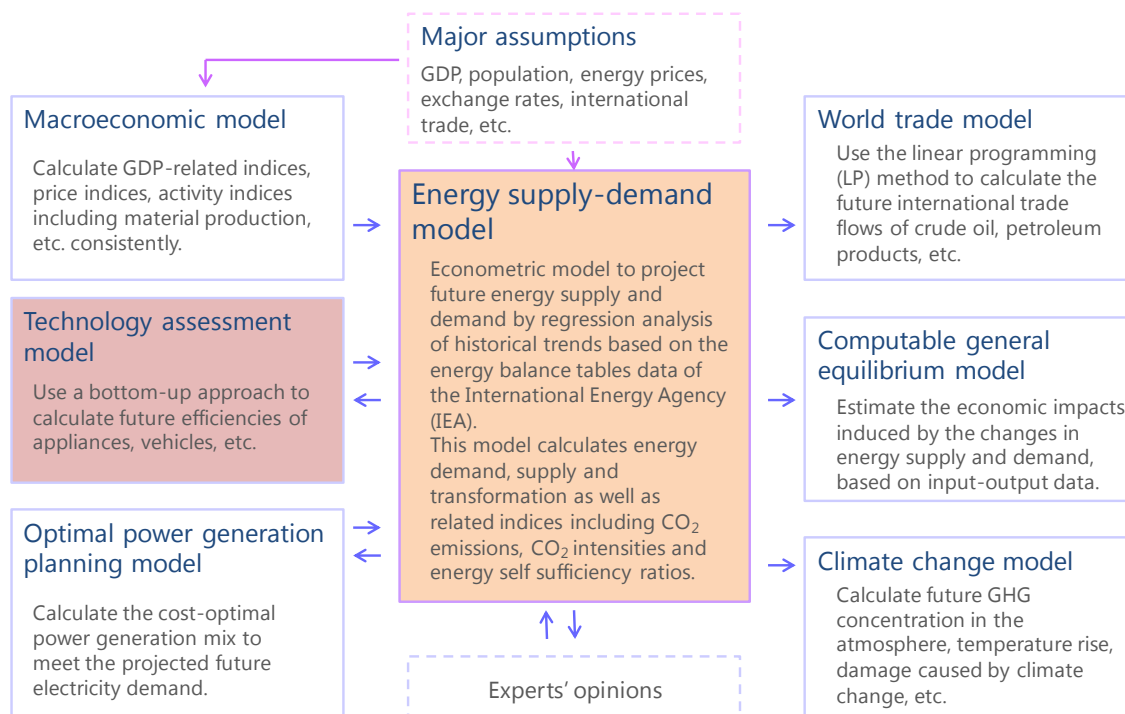 Major assumptions
GDP, population, energy prices,
exchange rates, international
trade, etc.
Macroeconomic model
Calculate GDP-related indices,
price indices, activity indices
including material production,
etc. consistently.
Technology assessment
model
Use a bottom-up approach to
calculate future efficiencies of
appliances, vehicles, etc.
Optimal power generation
planning model
Calculate the cost-optimal
power generation mix to
meet the projected future
electricity demand.
Energy supply-demand
model
Econometric model to project
future energy supply and
demand by regression analysis
of historical trends based on the
energy balance tables data of
the International Energy Agency
(IEA).
This model calculates energy
demand, supply and
transformation as well as
related indices including CO₂
emissions, CO₂ intensities and
energy self sufficiency ratios.
Experts’ opinions
World trade model
Use the linear programming
(LP) method to calculate the
future international trade
flows of crude oil, petroleum
products, etc.
Computable general
equilibrium model
Estimate the economic impacts
induced by the changes in
energy supply and demand,
based on input-output data.
Climate change model
Calculate future GHG
concentration in the
atmosphere, temperature rise,
damage caused by climate
change, etc.